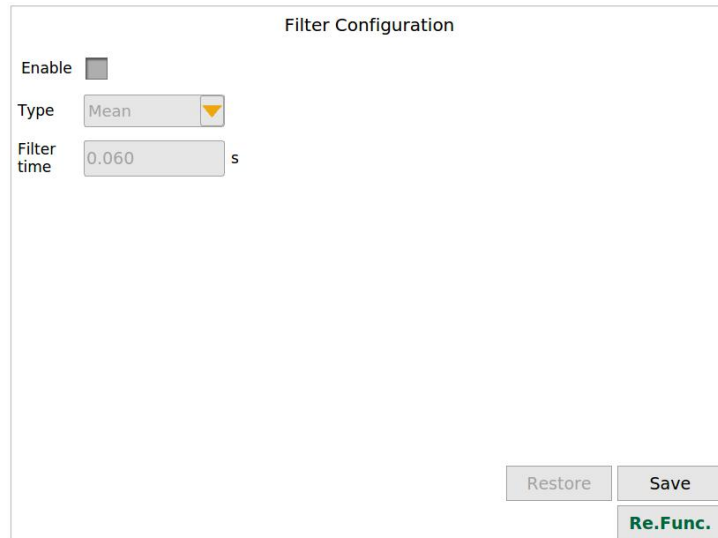 Filter Configuration
Enable
Type Mean
Filter
time 0.060 s
Restore Save
Re.Func.